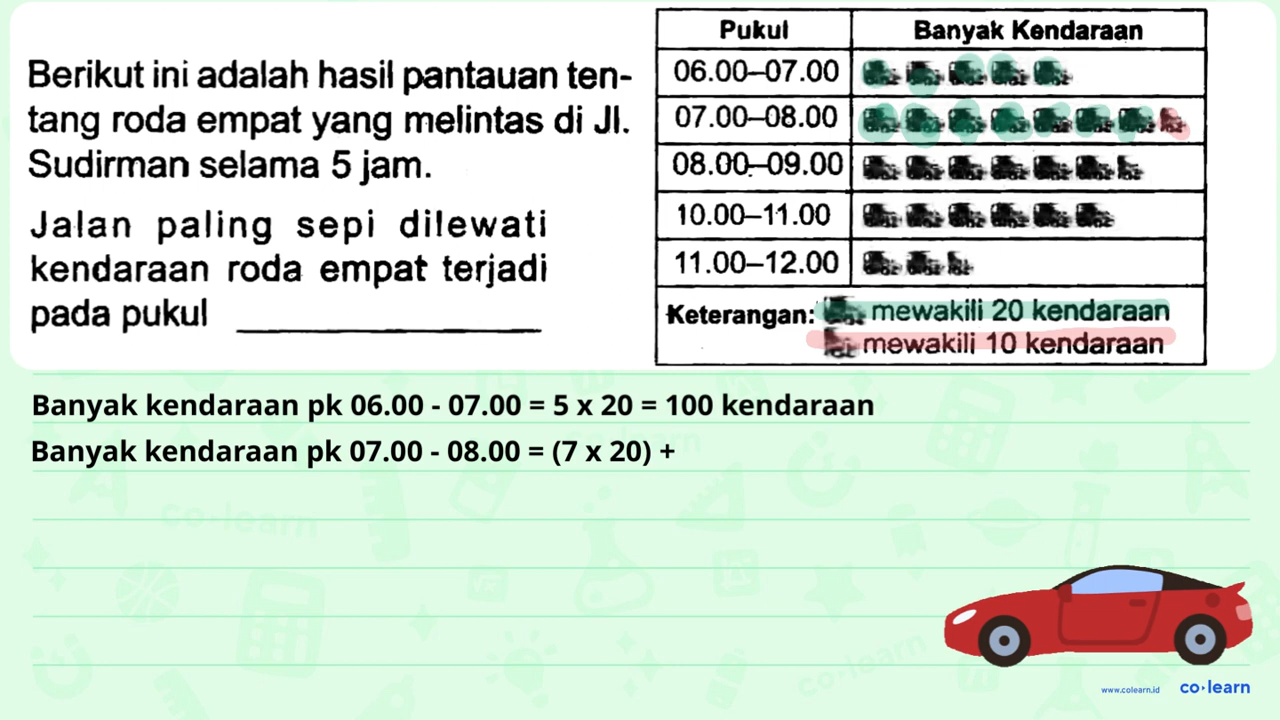 Berikut ini adalah hasil pantauan ten-
tang roda empat yang melintas di Jl.
Sudirman selama 5 jam.
Jalan paling sepi dilewati
kendaraan roda empat terjadi
pada pukul
Pukul Banyak Kendaraan
06.00–07.00
07.00–08.00
08.00–09.00
10.00–11.00
11.00–12.00
Keterangan: mewakili 20 kendaraan
mewakili 10 kendaraan
Banyak kendaraan pk 06.00 - 07.00 = 5 x 20 = 100 kendaraan
Banyak kendaraan pk 07.00 - 08.00 = (7 x 20) +
www.colearn.id co·learn